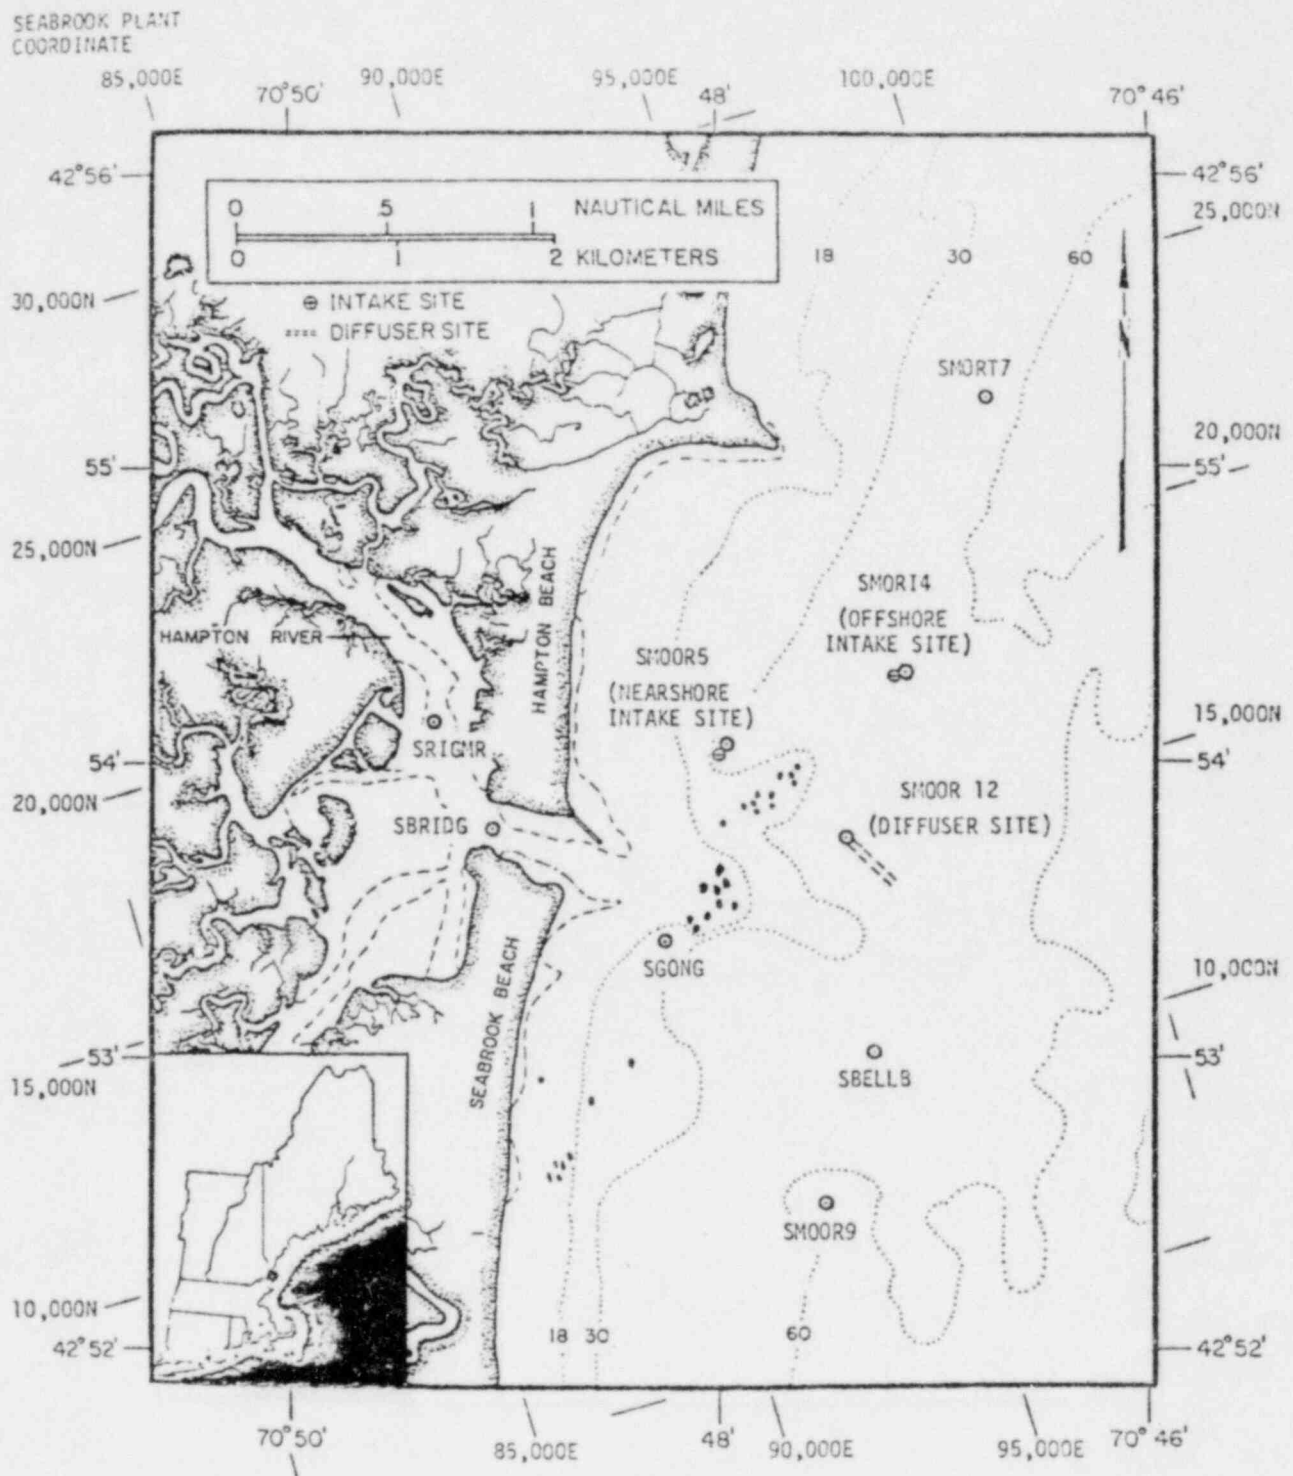 SEABROOK PLANT
COORDINATE
85,000E
70°50'
90,000E
95,000E
48'
100,000E
70°46'
42°56'
42°56'
25,000N
0 .5 1 NAUTICAL MILES
0 1 2 KILOMETERS
18
30
60
30,000N
INTAKE SITE
DIFFUSER SITE
SMORT7
20,000N
55'
55'
25,000N
HAMPTON BEACH
SMORI4
(OFFSHORE
INTAKE SITE)
HAMPTON RIVER
SMOOR5
(NEARSHORE
INTAKE SITE)
15,000N
SRIGMR
54'
54'
20,000N
SBRIDG
SMOOR 12
(DIFFUSER SITE)
SGONG
10,000N
SEABROOK BEACH
53'
53'
15,000N
SBELLB
SMOOR9
10,000N
18
30
60
42°52'
42°52'
70°50'
85,000E
48'
90,000E
95,000E
70°46'